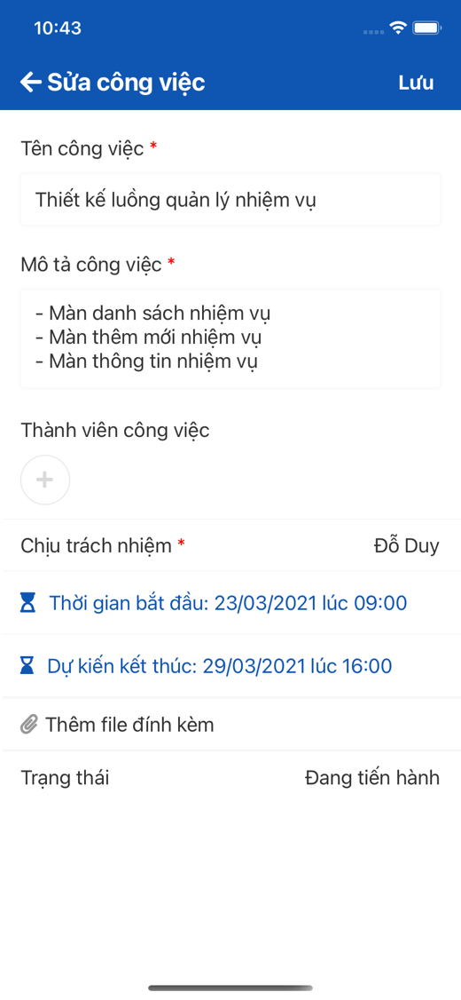 10:43
Sửa công việc
Lưu
Tên công việc *
Thiết kế luồng quản lý nhiệm vụ
Mô tả công việc *
- Màn danh sách nhiệm vụ
- Màn thêm mới nhiệm vụ
- Màn thông tin nhiệm vụ
Thành viên công việc
Chịu trách nhiệm * Đỗ Duy
Thời gian bắt đầu: 23/03/2021 lúc 09:00
Dự kiến kết thúc: 29/03/2021 lúc 16:00
Thêm file đính kèm
Trạng thái Đang tiến hành